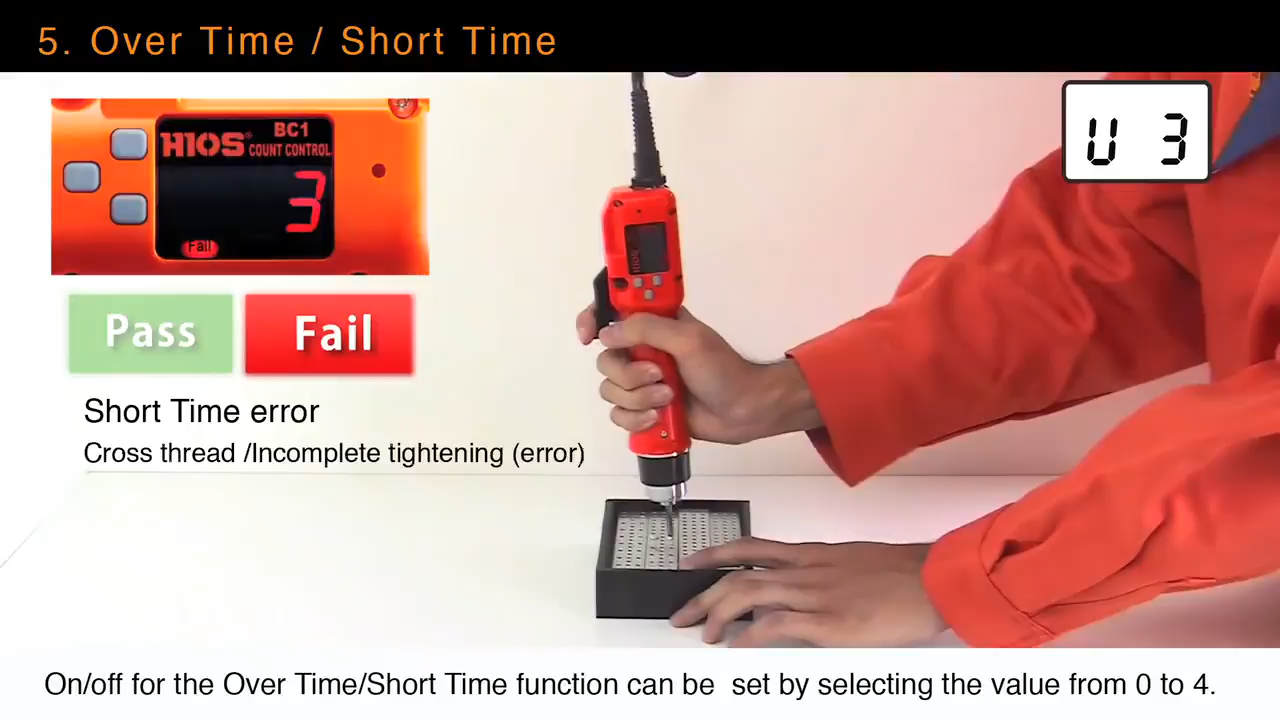 5. Over Time / Short Time
HIOS® BC1
COUNT CONTROL
3
Fail
U 3
HIOS
Pass Fail
Short Time error
Cross thread /Incomplete tightening (error)
On/off for the Over Time/Short Time function can be  set by selecting the value from 0 to 4.